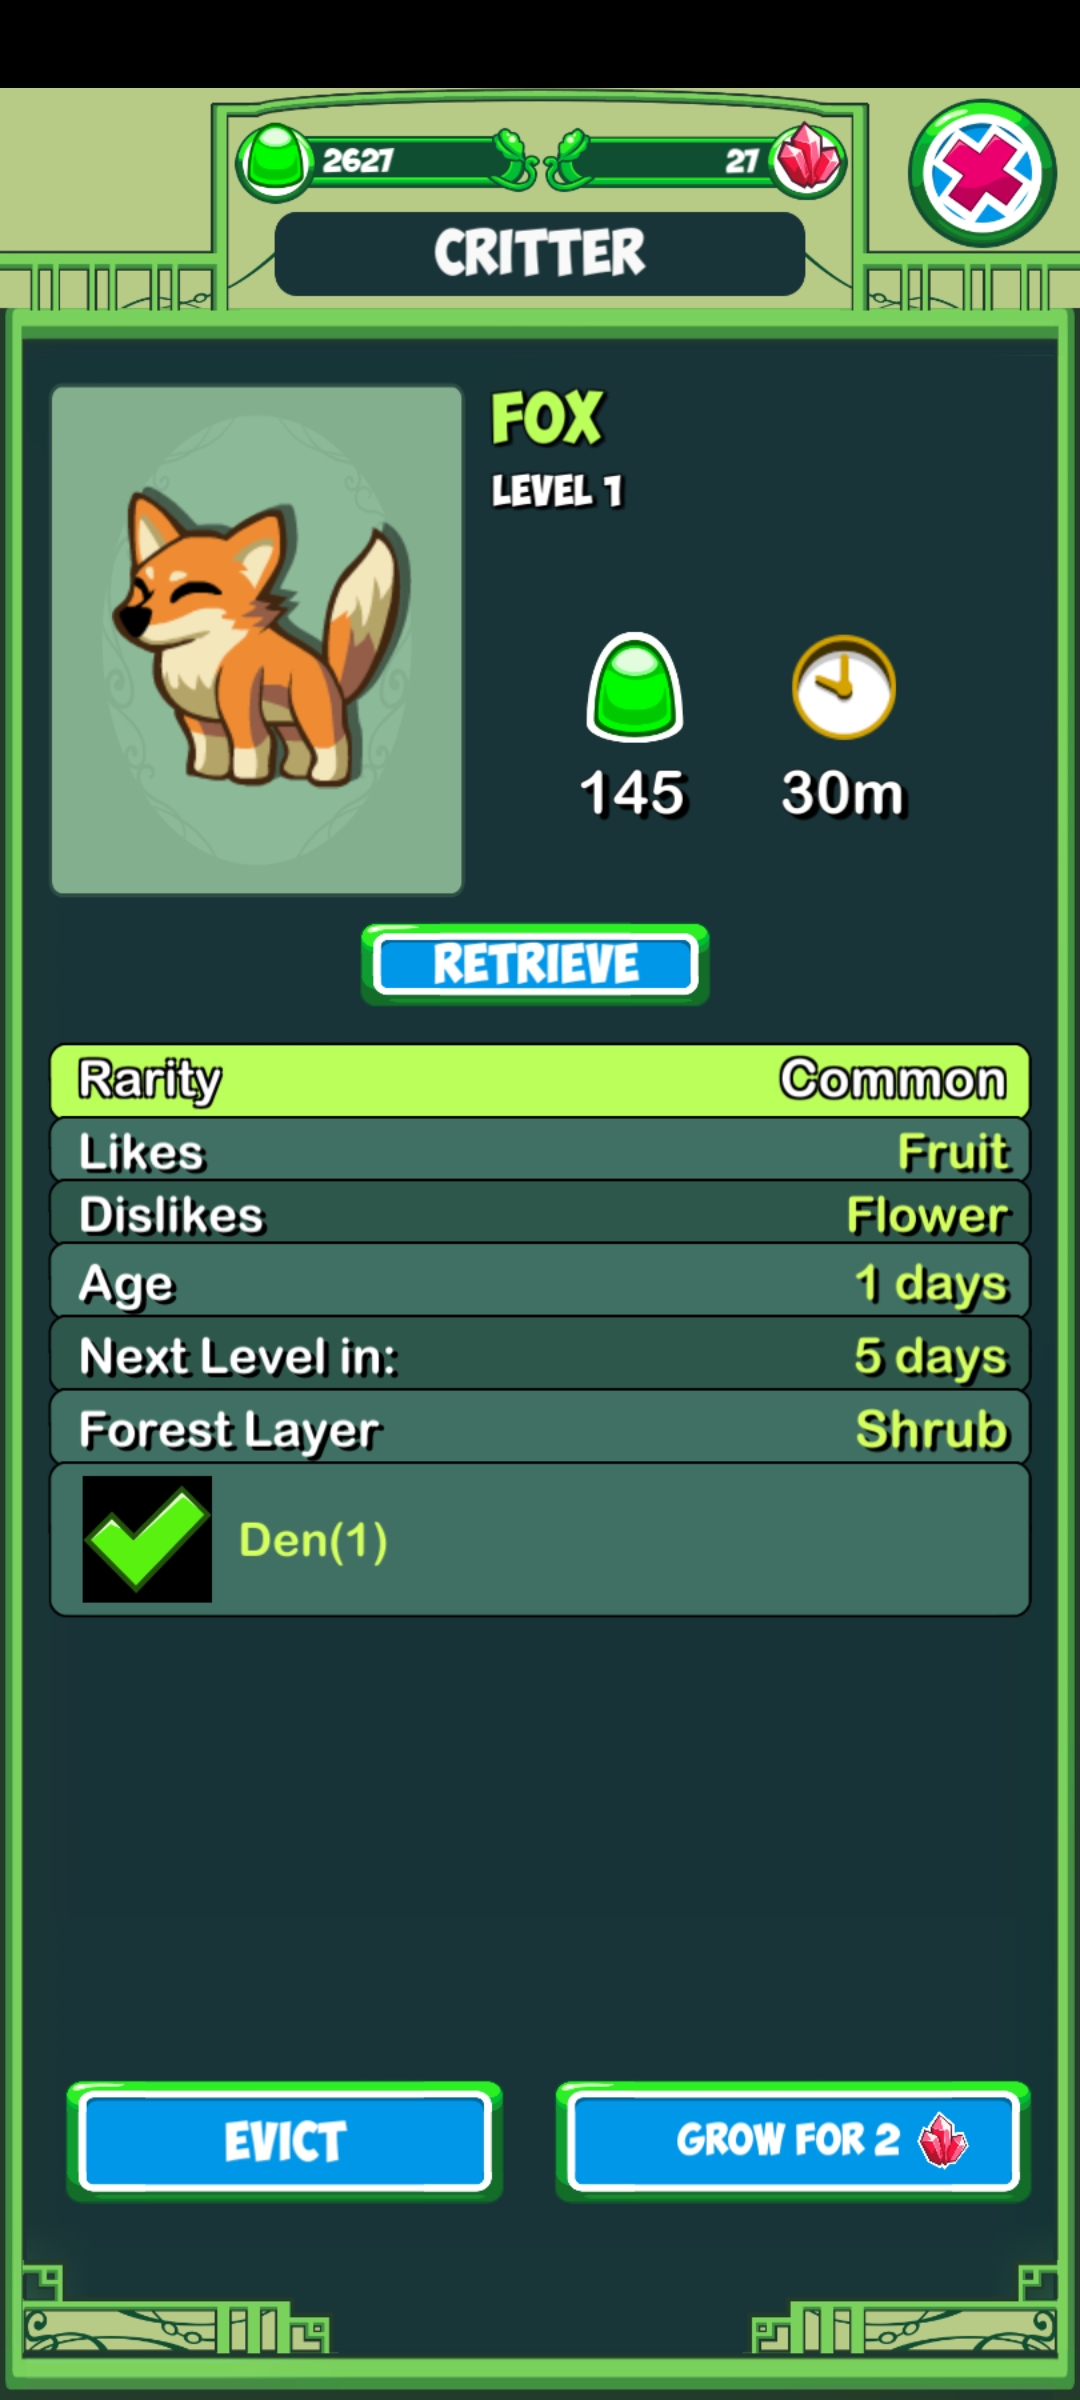 2627 27
CRITTER
FOX
LEVEL 1
145 30m
RETRIEVE
Rarity Common
Likes Fruit
Dislikes Flower
Age 1 days
Next Level in: 5 days
Forest Layer Shrub
Den(1)
EVICT GROW FOR 2